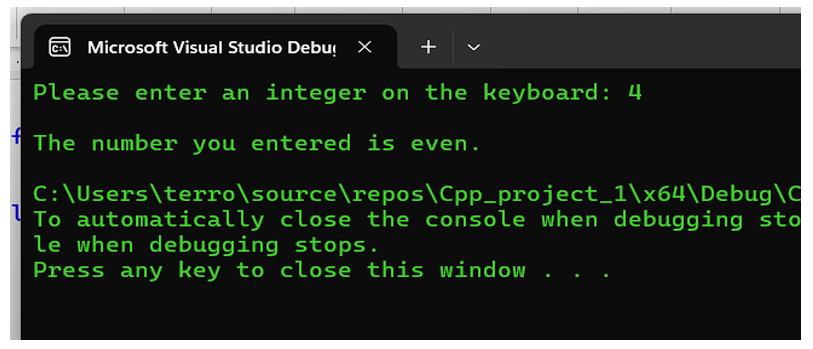 Microsoft Visual Studio Debu
Please enter an integer on the keyboard: 4
The number you entered is even.
C:\Users\terro\source\repos\Cpp_project_1\x64\Debug\C
To automatically close the console when debugging sto
le when debugging stops.
Press any key to close this window . . .